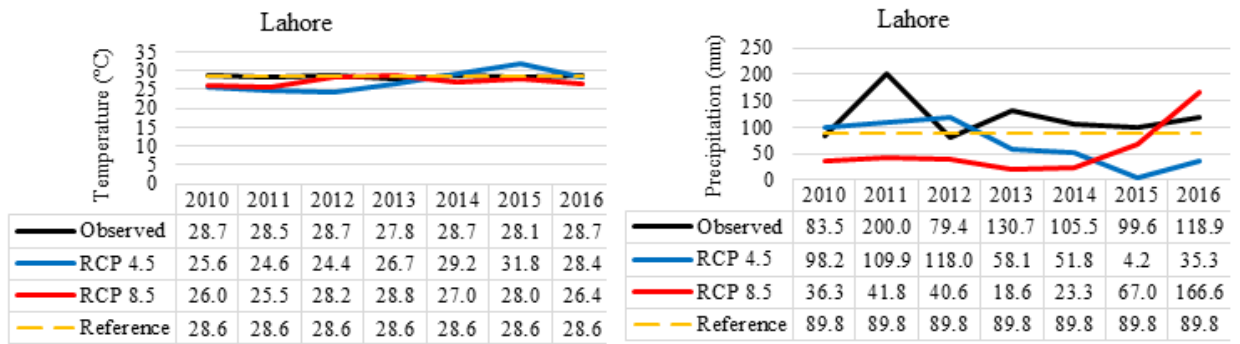 Lahore
Temperature (ºC)
35
30
25
20
15
10
5
0
2010 2011 2012 2013 2014 2015 2016
Observed 28.7 28.5 28.7 27.8 28.7 28.1 28.7
RCP 4.5 25.6 24.6 24.4 26.7 29.2 31.8 28.4
RCP 8.5 26.0 25.5 28.2 28.8 27.0 28.0 26.4
Reference 28.6 28.6 28.6 28.6 28.6 28.6 28.6
Lahore
Precipitation (mm)
250
200
150
100
50
0
2010 2011 2012 2013 2014 2015 2016
Observed 83.5 200.0 79.4 130.7 105.5 99.6 118.9
RCP 4.5 98.2 109.9 118.0 58.1 51.8 4.2 35.3
RCP 8.5 36.3 41.8 40.6 18.6 23.3 67.0 166.6
Reference 89.8 89.8 89.8 89.8 89.8 89.8 89.8